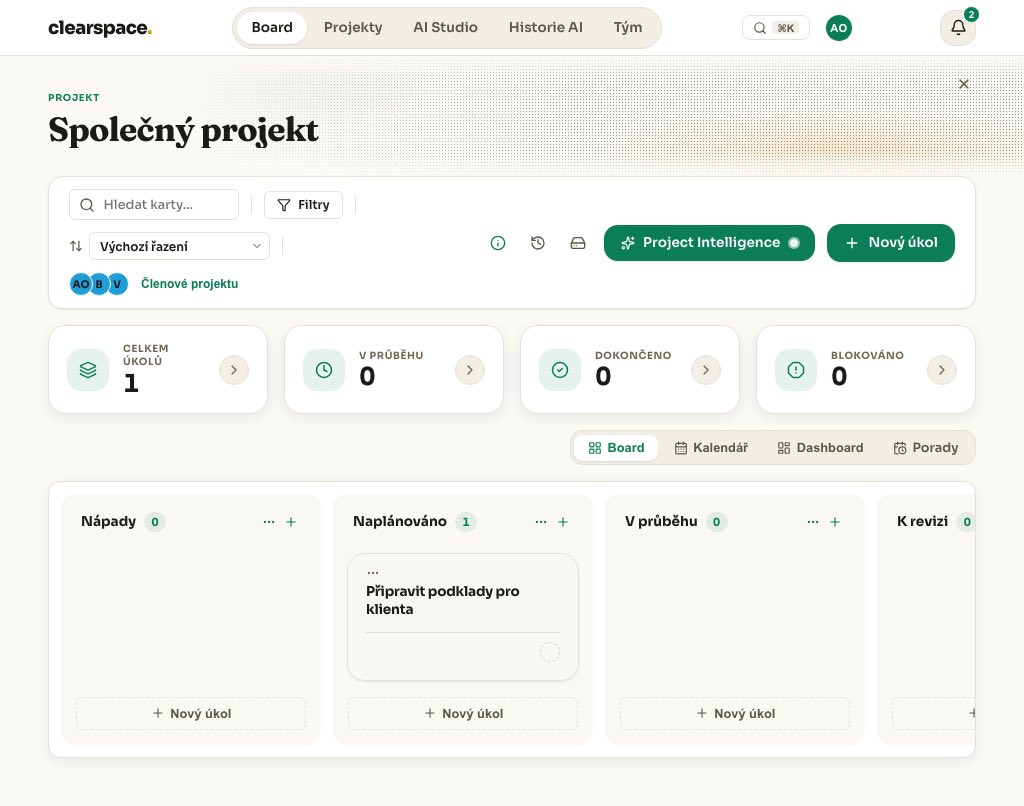 clearspace.
Board
Projekty
AI Studio
Historie AI
Tým
⌘K
AO
2
PROJEKT
Společný projekt
Hledat karty...
Filtry
Výchozí řazení
Project Intelligence
+ Nový úkol
AO B V
Členové projektu
CELKEM
ÚKOLŮ
1
V PRŮBĚHU
0
DOKONČENO
0
BLOKOVÁNO
0
Board
Kalendář
Dashboard
Porady
Nápady 0
Naplánováno 1
V průběhu 0
K revizi 0
Připravit podklady pro
klienta
+ Nový úkol
+ Nový úkol
+ Nový úkol
+